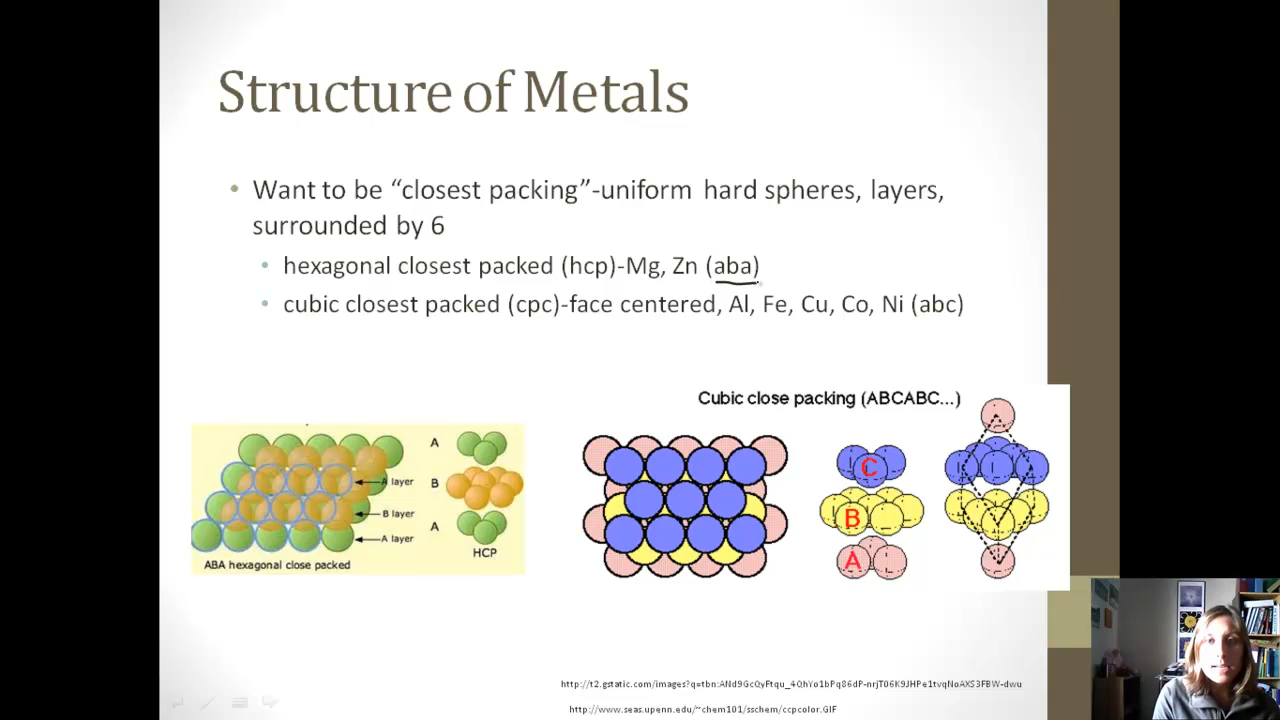 Structure of Metals
• Want to be “closest packing”-uniform hard spheres, layers,
surrounded by 6
• hexagonal closest packed (hcp)-Mg, Zn (aba)
• cubic closest packed (cpc)-face centered, Al, Fe, Cu, Co, Ni (abc)
A
A layer
B
B layer
A
A layer
HCP
ABA hexagonal close packed
Cubic close packing (ABCABC...)
C
B
A
A
http://t2.gstatic.com/images?q=tbn:ANd9GcQyFtqu_4QhYo1bPq86dP-nrjT06K9JHPe1tvqNoAXS3FBW-dwu
http://www.seas.upenn.edu/~chem101/sschem/ccpcolor.GIF